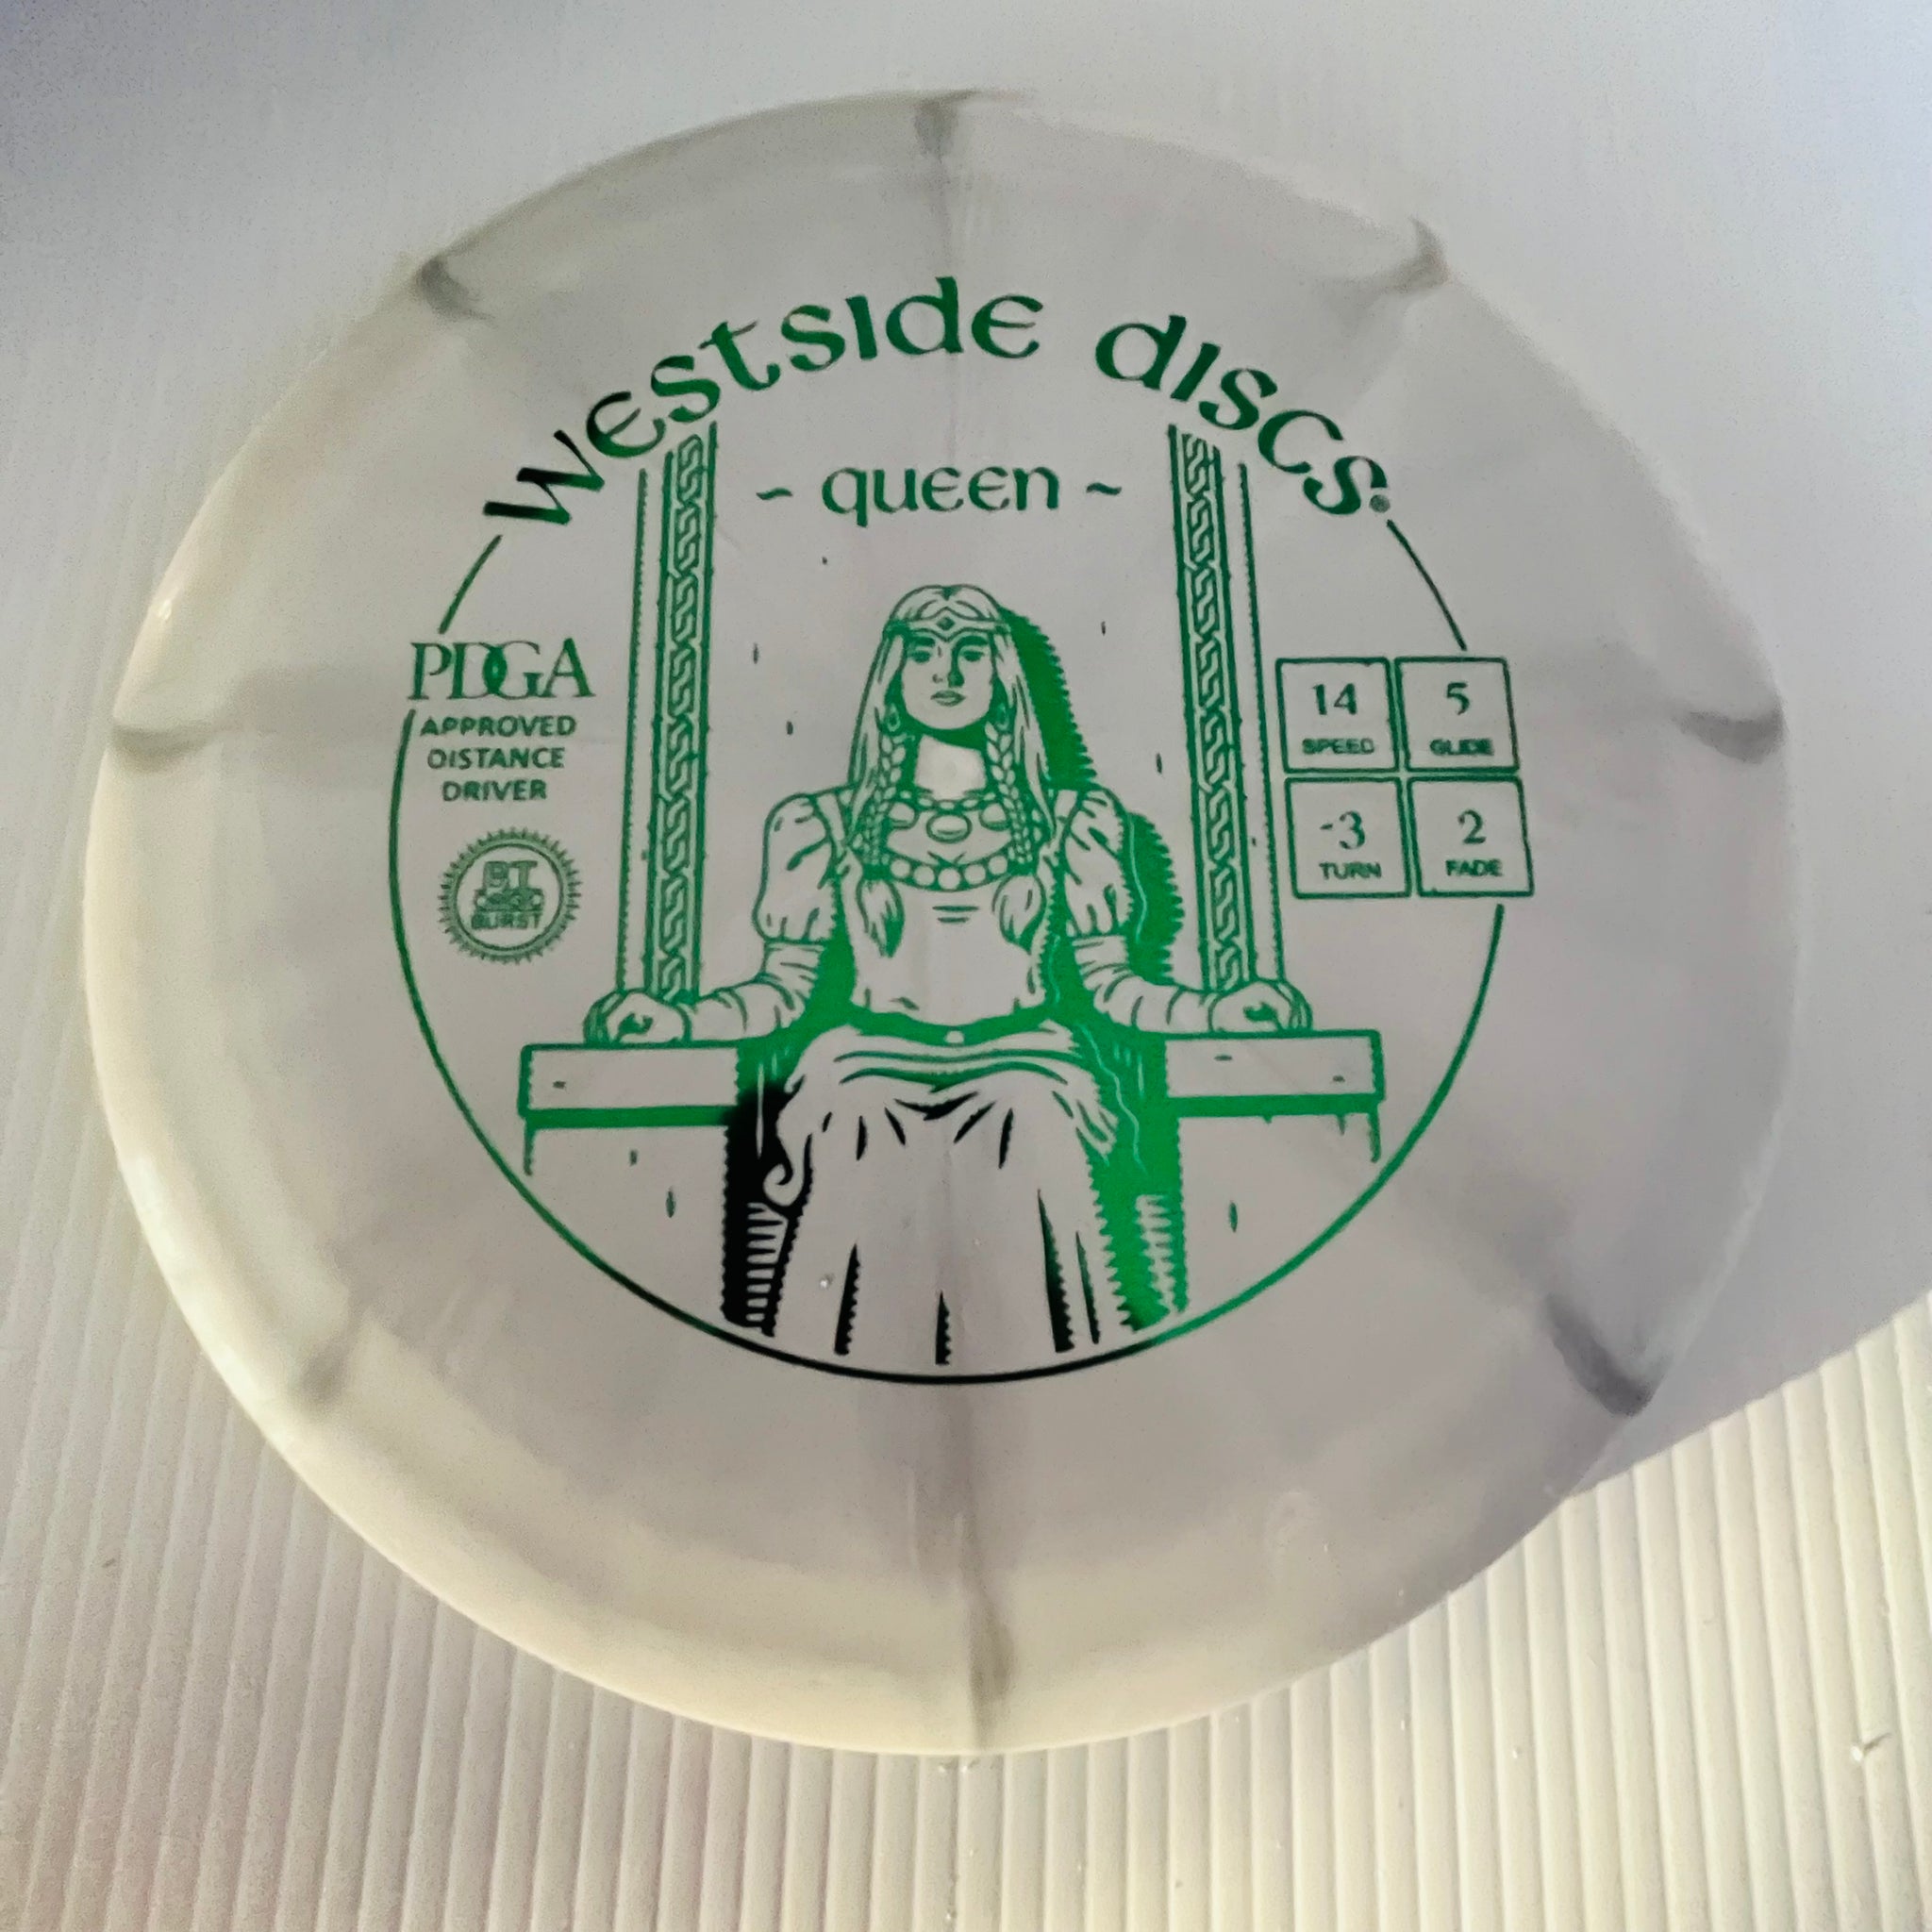 westside discs®
~ queen ~
PDGA
APPROVED
DISTANCE
DRIVER
BT
BURST
14
SPEED
5
GLIDE
-3
TURN
2
FADE